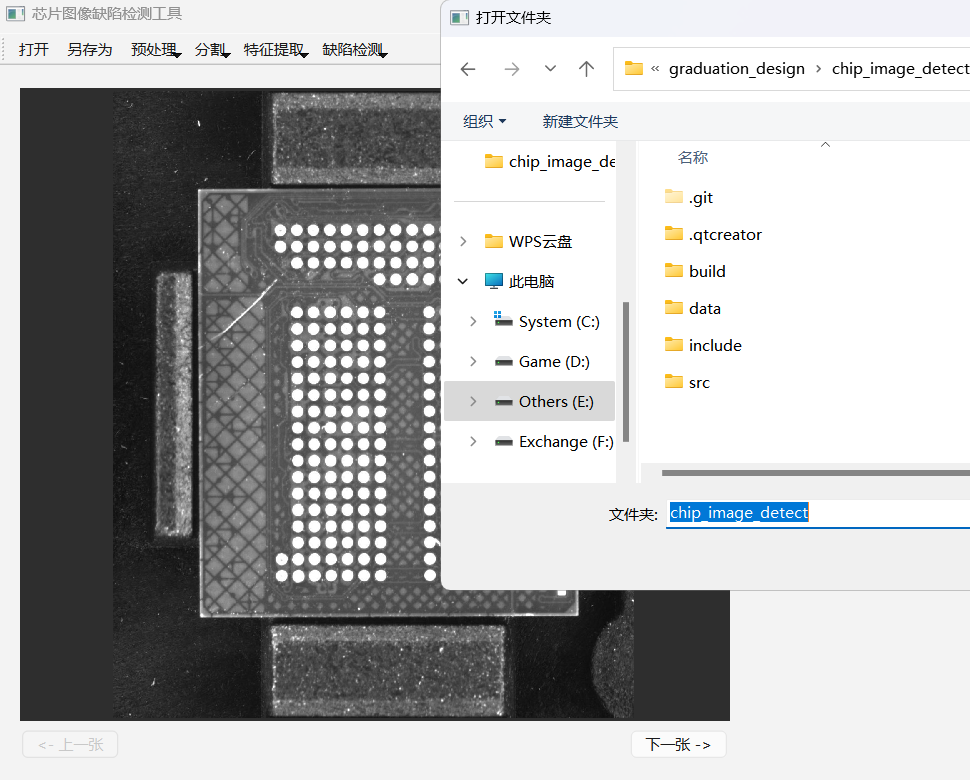 芯片图像缺陷检测工具
打开 另存为 预处理 分割 特征提取 缺陷检测
打开文件夹
« graduation_design › chip_image_detect
组织 新建文件夹
chip_image_de
WPS云盘
此电脑
System (C:)
Game (D:)
Others (E:)
Exchange (F:)
名称
.git
.qtcreator
build
data
include
src
文件夹: chip_image_detect
<- 上一张
下一张 ->